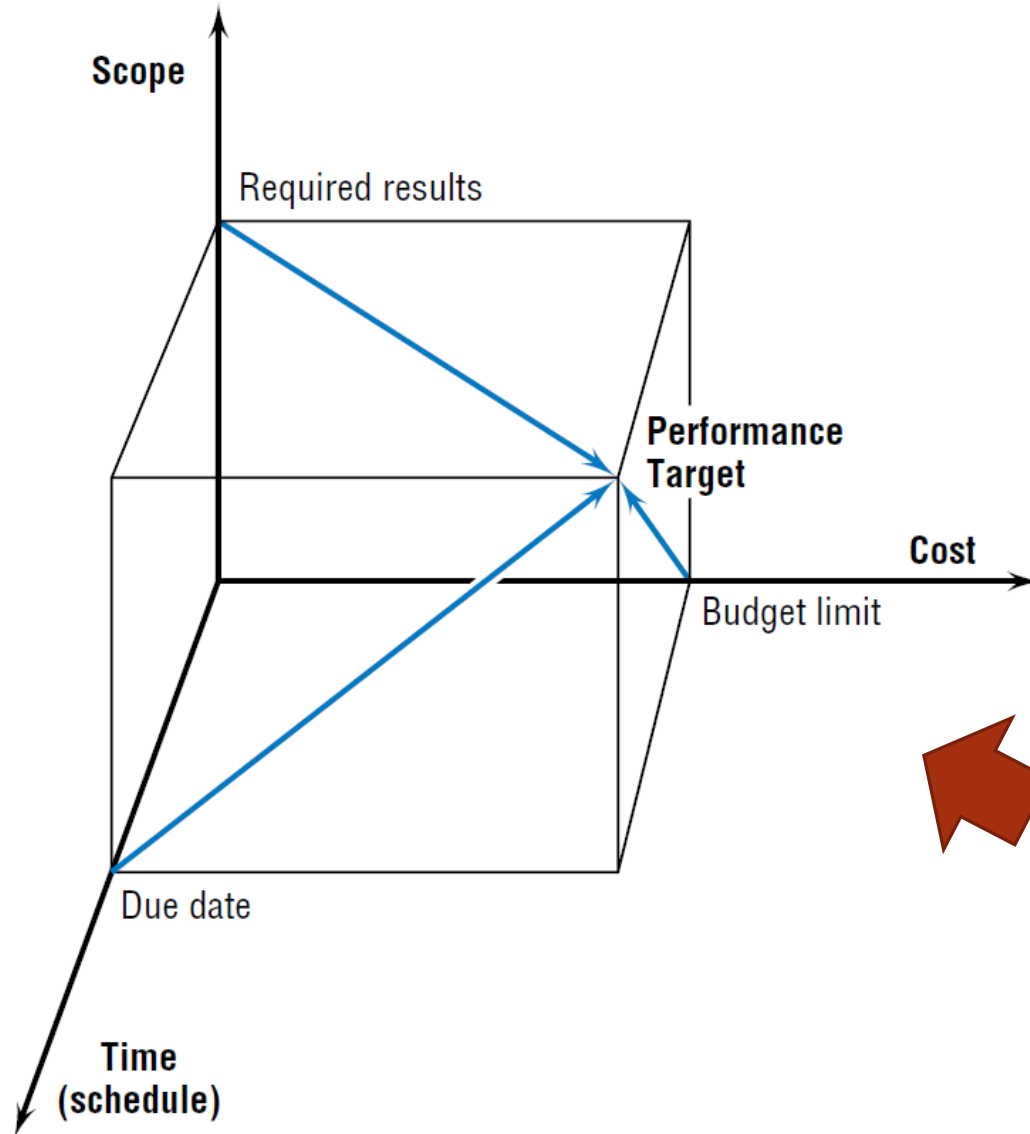 Scope
Required results
Performance
Target
Cost
Budget limit
Due date
Time
(schedule)